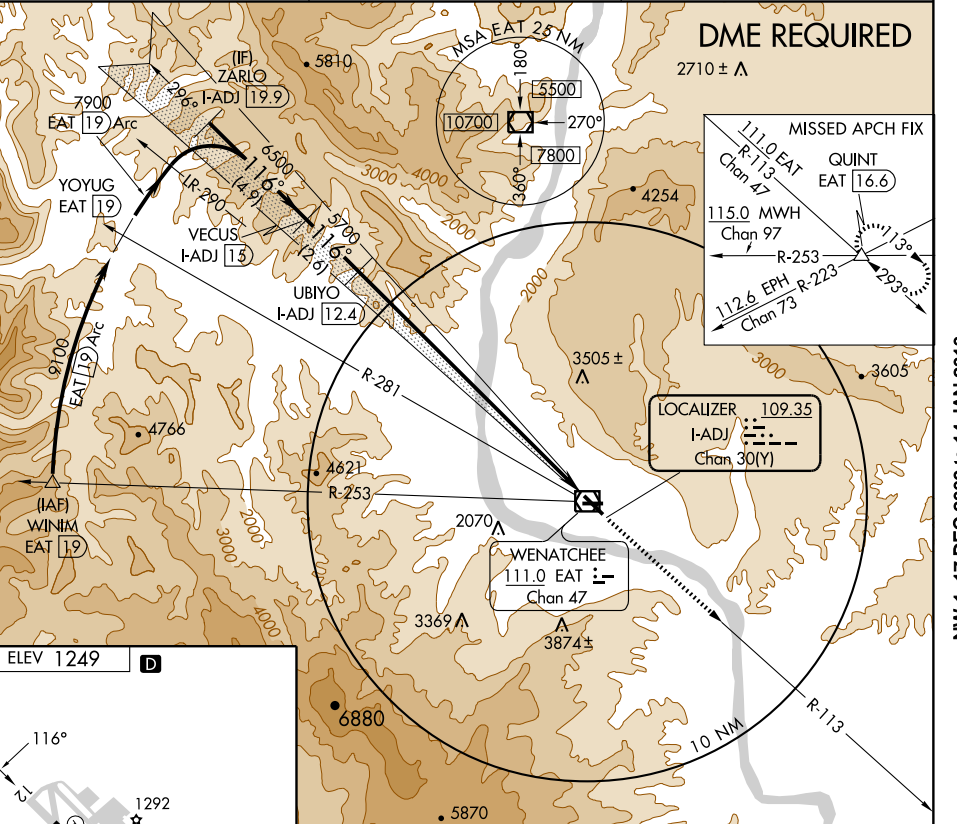 DME REQUIRED
MSA EAT 25 NM
180°
5500
10700
270°
7800
360°
5810
2710 ±
(IF)
ZARLO
I-ADJ 19.9
7900
EAT 19 Arc
296°
YOYUG
EAT 19
116°
6500
(4.9)
LR-290
VECUS
I-ADJ 15
116°
5700
(2.6)
UBIYO
I-ADJ 12.4
3000
4000
2000
4254
2000
MISSED APCH FIX
111.0 EAT
R-113
Chan 47
QUINT
EAT 16.6
115.0 MWH
Chan 97
R-253
113°
293°
112.6 EPH R-223
Chan 73
9100
EAT 19 Arc
R-281
3505 ±
3000
3605
LOCALIZER 109.35
I-ADJ
Chan 30(Y)
4766
4621
R-253
(IAF)
WINIM
EAT 19
2000
3000
4000
2070
WENATCHEE
111.0 EAT
Chan 47
3369
3874±
6880
10 NM
R-113
5870
ELEV 1249
D
116°
12
1292